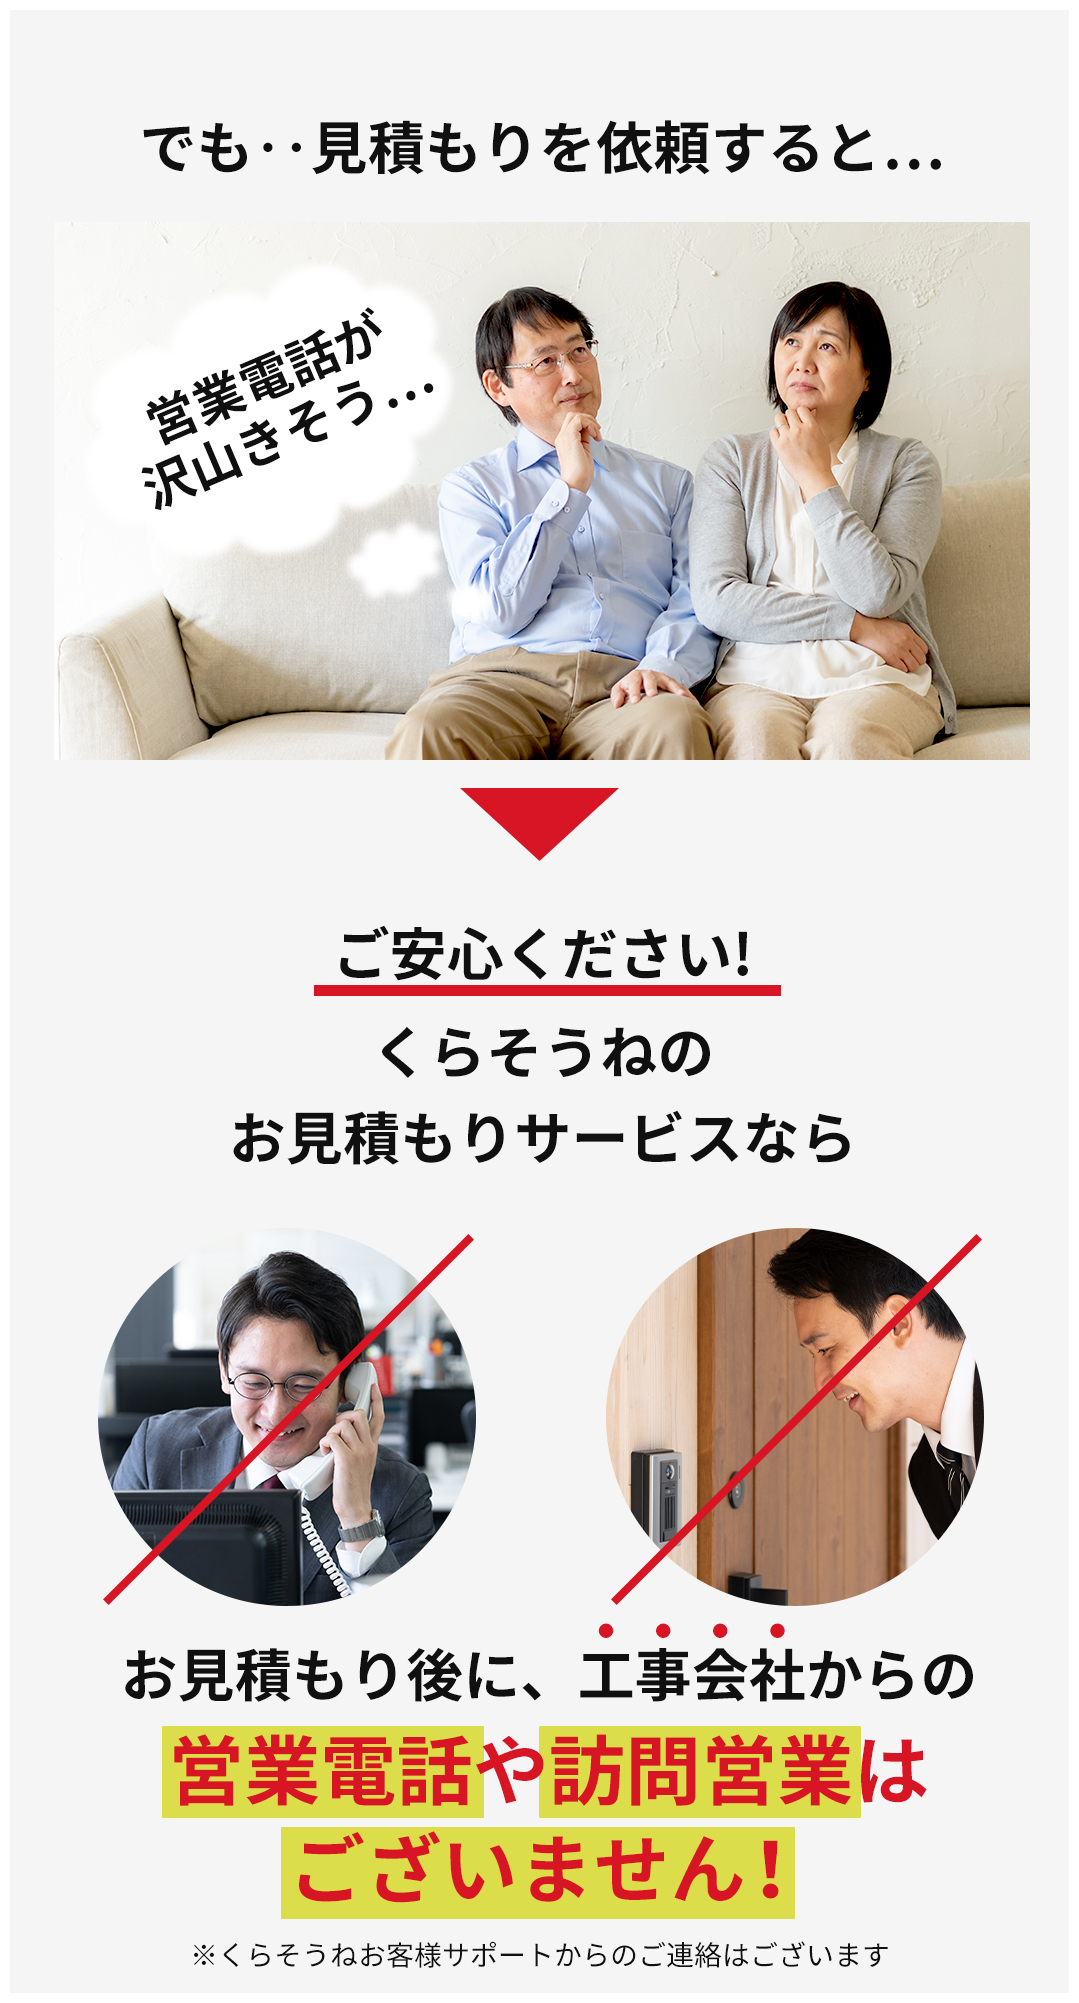 でも‥見積もりを依頼すると…
営業電話が
沢山きそう…
ご安心ください!
くらそうねの
お見積もりサービスなら
お見積もり後に、工事会社からの
営業電話や訪問営業は
ございません!
※くらそうねお客様サポートからのご連絡はございます